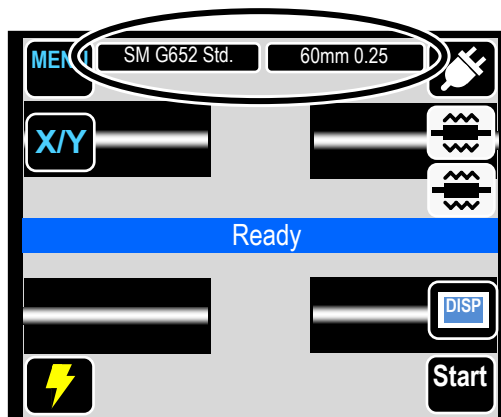 MENU
SM G652 Std.
60mm 0.25
X/Y
Ready
DISP
Start